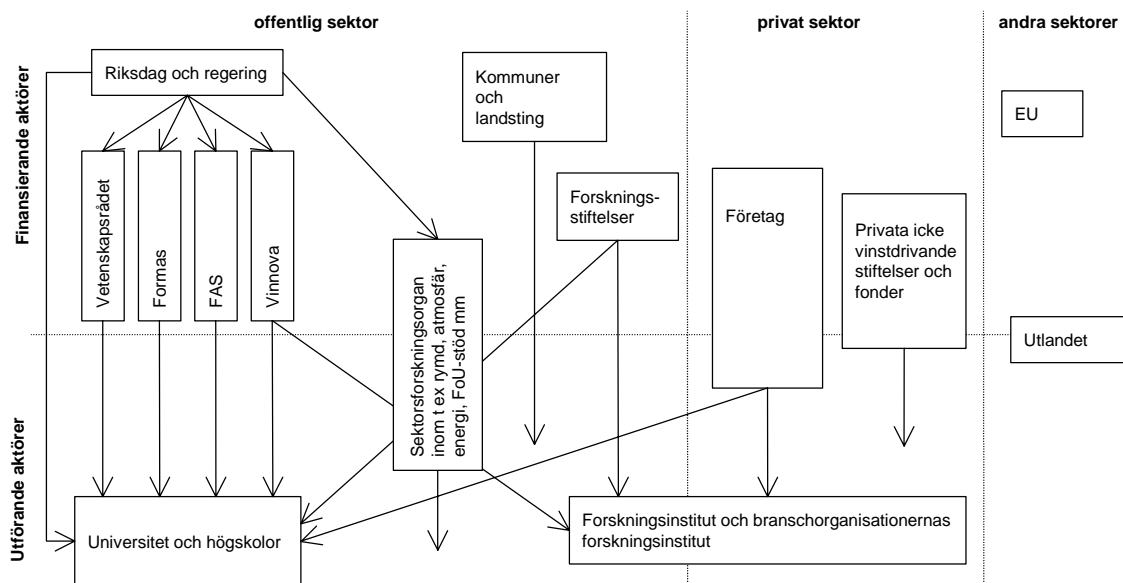 offentlig sektor
privat sektor
andra sektorer
Finansierande aktörer
Riksdag och regering
Kommuner
och
landsting
EU
Vetenskapsrådet
Formas
FAS
Vinnova
Forsknings-
stiftelser
Företag
Privata icke
vinstdrivande
stiftelser och
fonder
Sektorsforskningsorgan
inom t ex rymd, atmosfär,
energi, FoU-stöd mm
Utlandet
Utförande aktörer
Universitet och högskolor
Forskningsinstitut och branschorganisationernas
forskningsinstitut